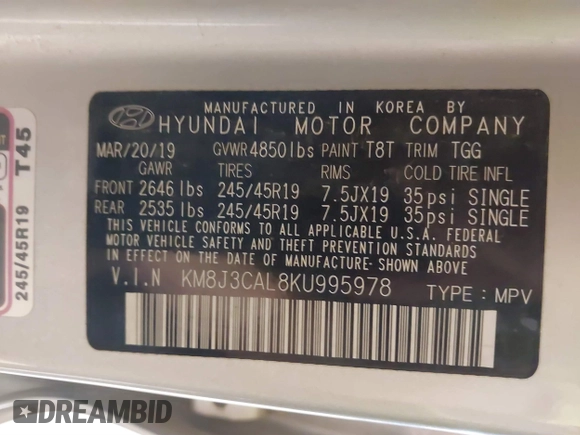 MANUFACTURED IN KOREA BY
HYUNDAI MOTOR COMPANY
MAR/20/19 GVWR 4850 lbs PAINT T8T TRIM TGG
GAWR TIRES RIMS COLD TIRE INFL
FRONT 2646 lbs 245/45R19 7.5JX19 35psi SINGLE
REAR 2535 lbs 245/45R19 7.5JX19 35psi SINGLE
THIS VEHICLE CONFORMS TO ALL APPLICABLE U.S.A. FEDERAL
MOTOR VEHICLE SAFETY AND THEFT PREVENTION STANDARDS
IN EFFECT ON THE DATE OF MANUFACTURE SHOWN ABOVE.
V.I.N KM8J3CAL8KU995978 TYPE : MPV
T45
245/45R19
DREAMBID